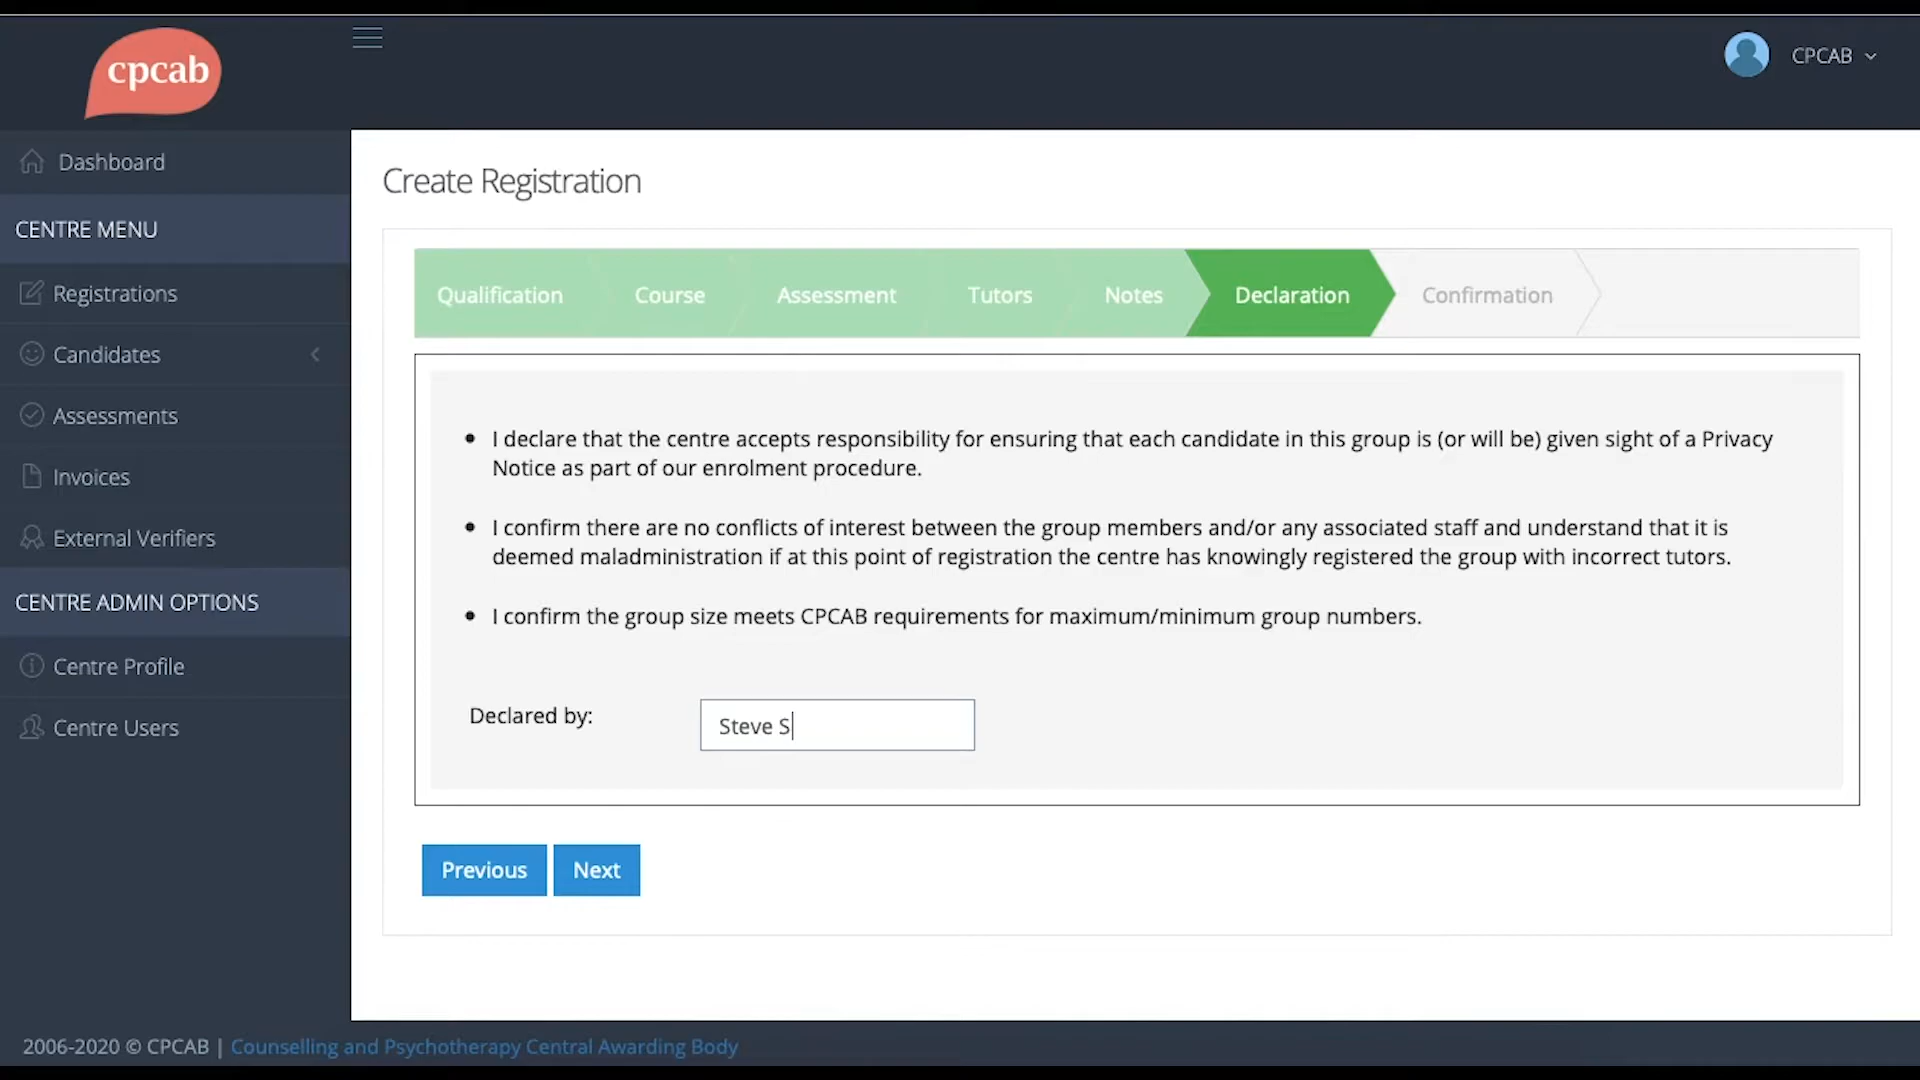 cpcab
CPCAB
Dashboard
CENTRE MENU
Registrations
Candidates
Assessments
Invoices
External Verifiers
CENTRE ADMIN OPTIONS
Centre Profile
Centre Users
Create Registration
Qualification
Course
Assessment
Tutors
Notes
Declaration
Confirmation
• I declare that the centre accepts responsibility for ensuring that each candidate in this group is (or will be) given sight of a Privacy
Notice as part of our enrolment procedure.
• I confirm there are no conflicts of interest between the group members and/or any associated staff and understand that it is
deemed maladministration if at this point of registration the centre has knowingly registered the group with incorrect tutors.
• I confirm the group size meets CPCAB requirements for maximum/minimum group numbers.
Declared by:
Steve S
Previous
Next
2006-2020 © CPCAB | Counselling and Psychotherapy Central Awarding Body